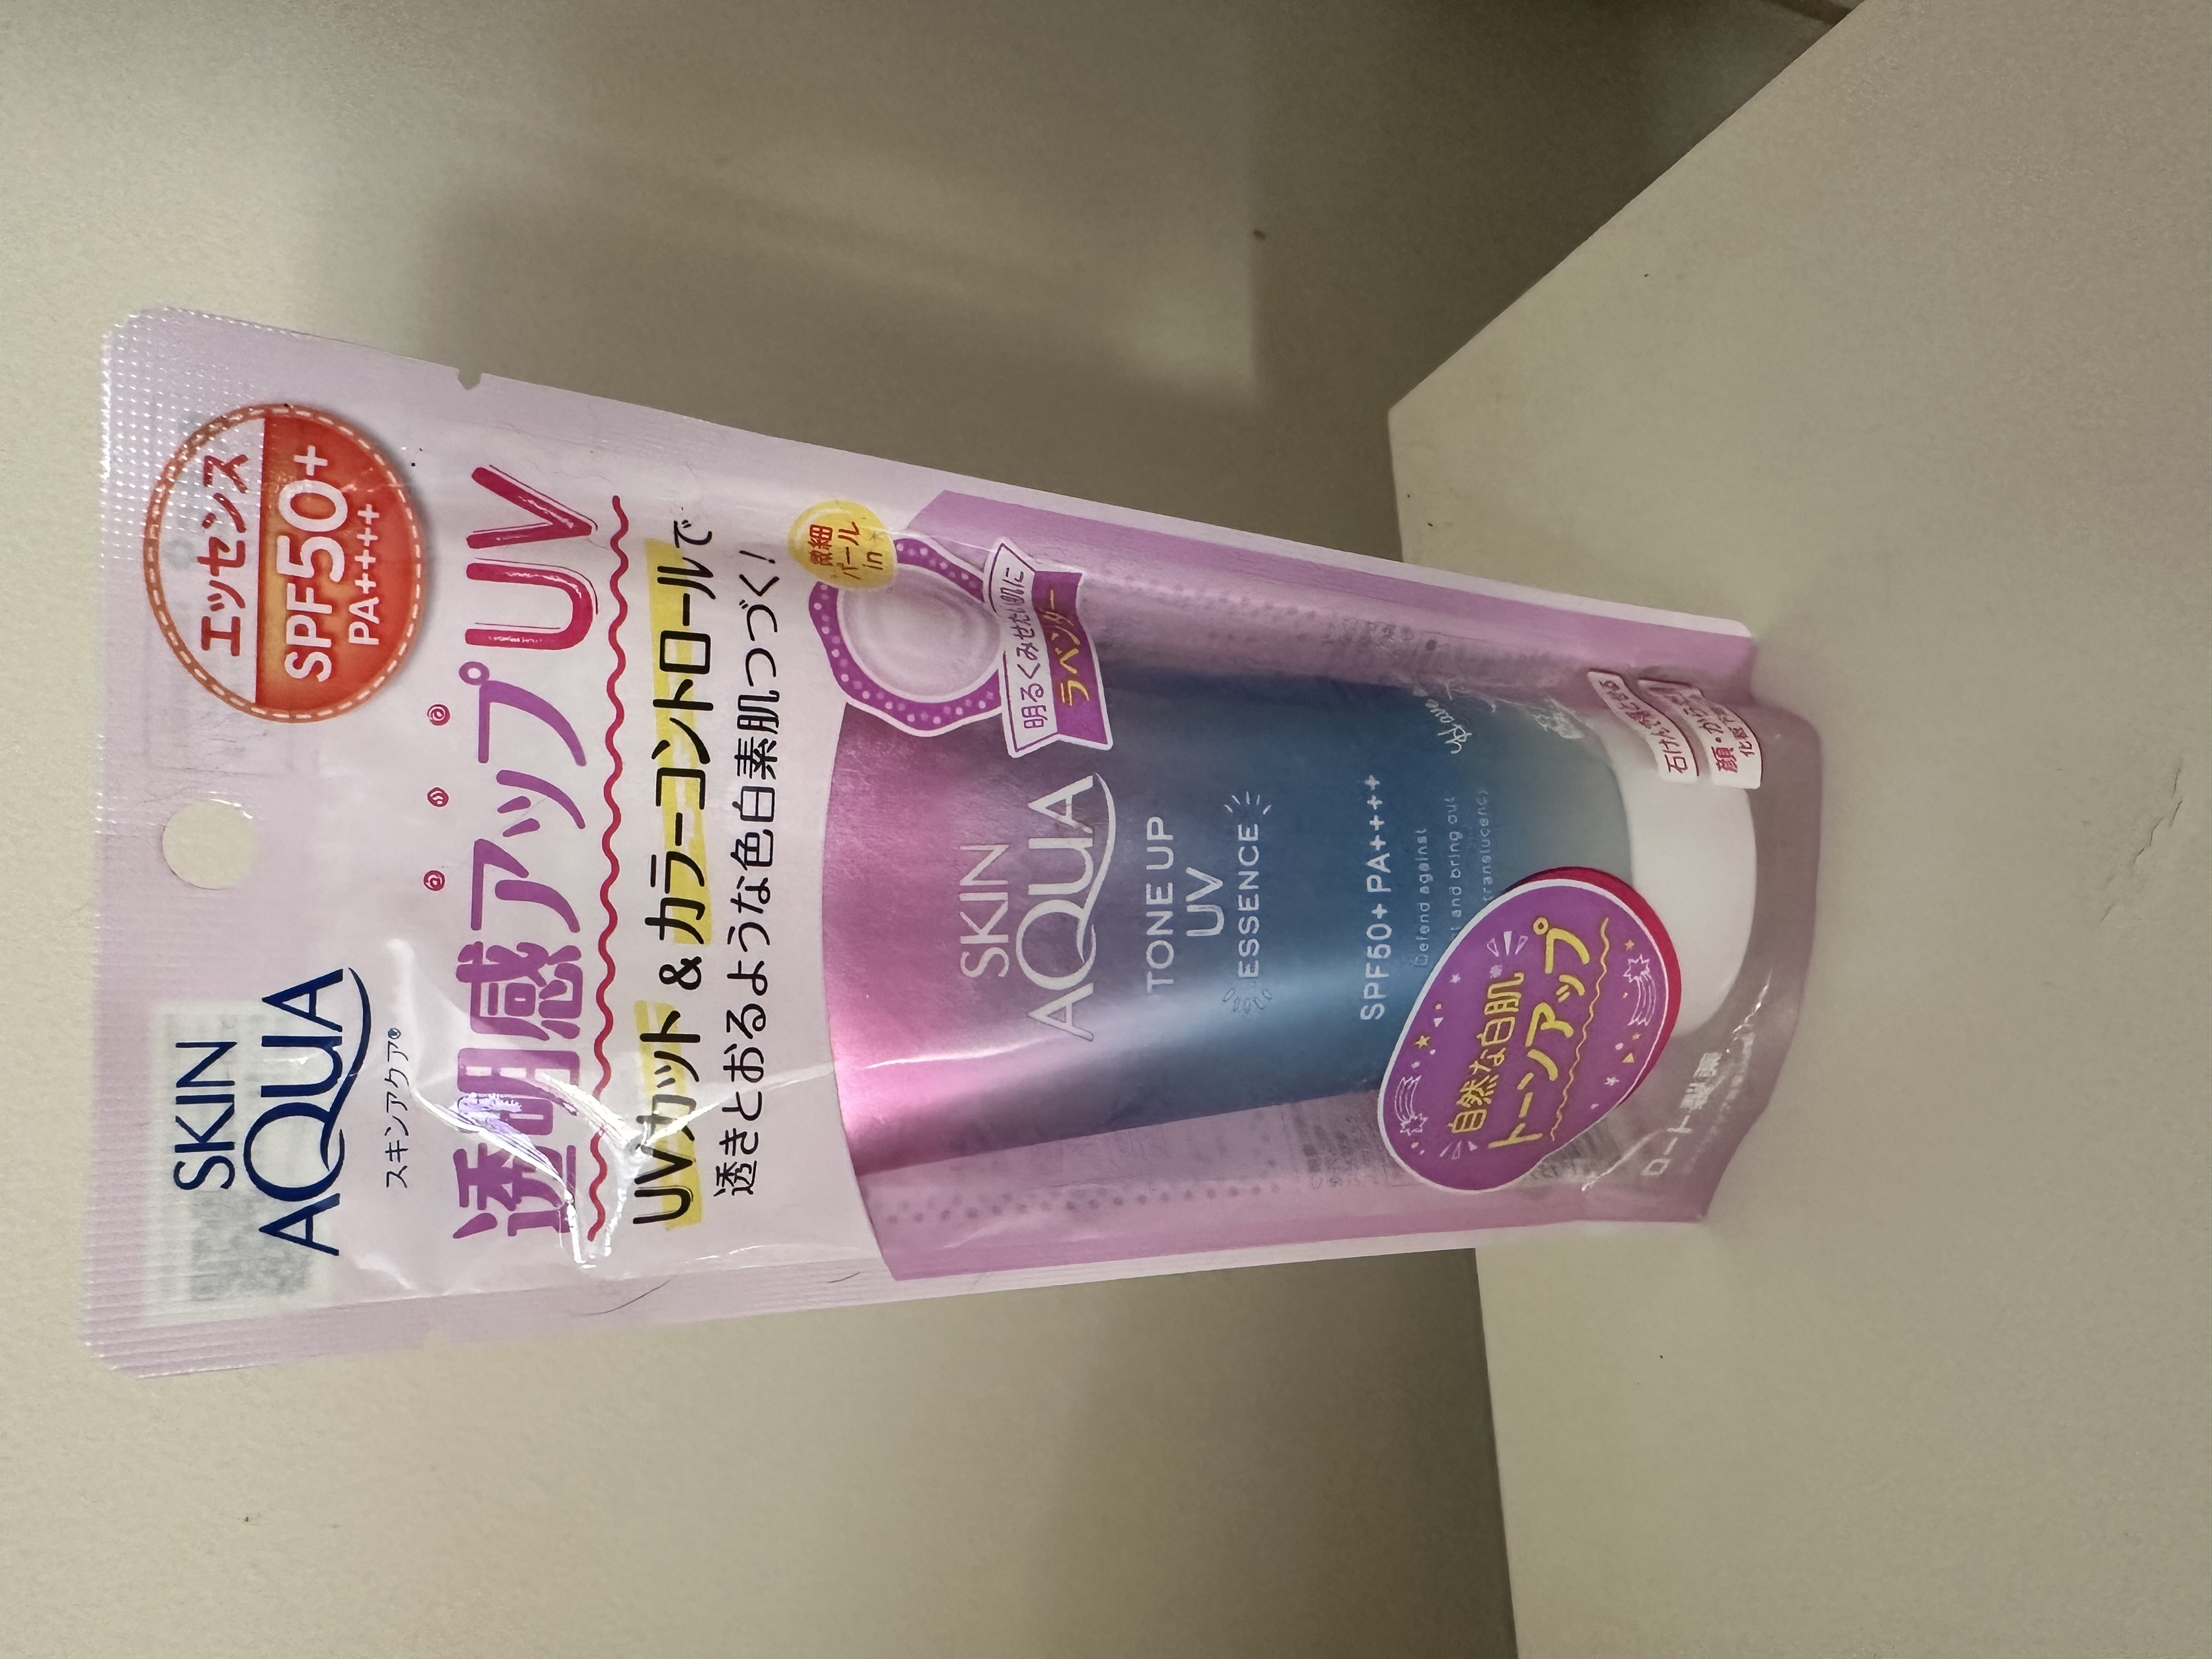 SKIN
AQUA
スキンアクア®
エッセンス
SPF50+
PA++++
透明感アップUV
UVカット&カラーコントロールで
透きとおるような色白素肌つづく!
微細
パール
in
明るくみせたい肌に
ラベンダー
SKIN
AQUA
TONE UP
UV
ESSENCE
SPF50+ PA++++
Defend against
and bring out
translucency
自然な白肌
トーンアップ
石けんで落とせる
顔・からだ用
ロート製薬